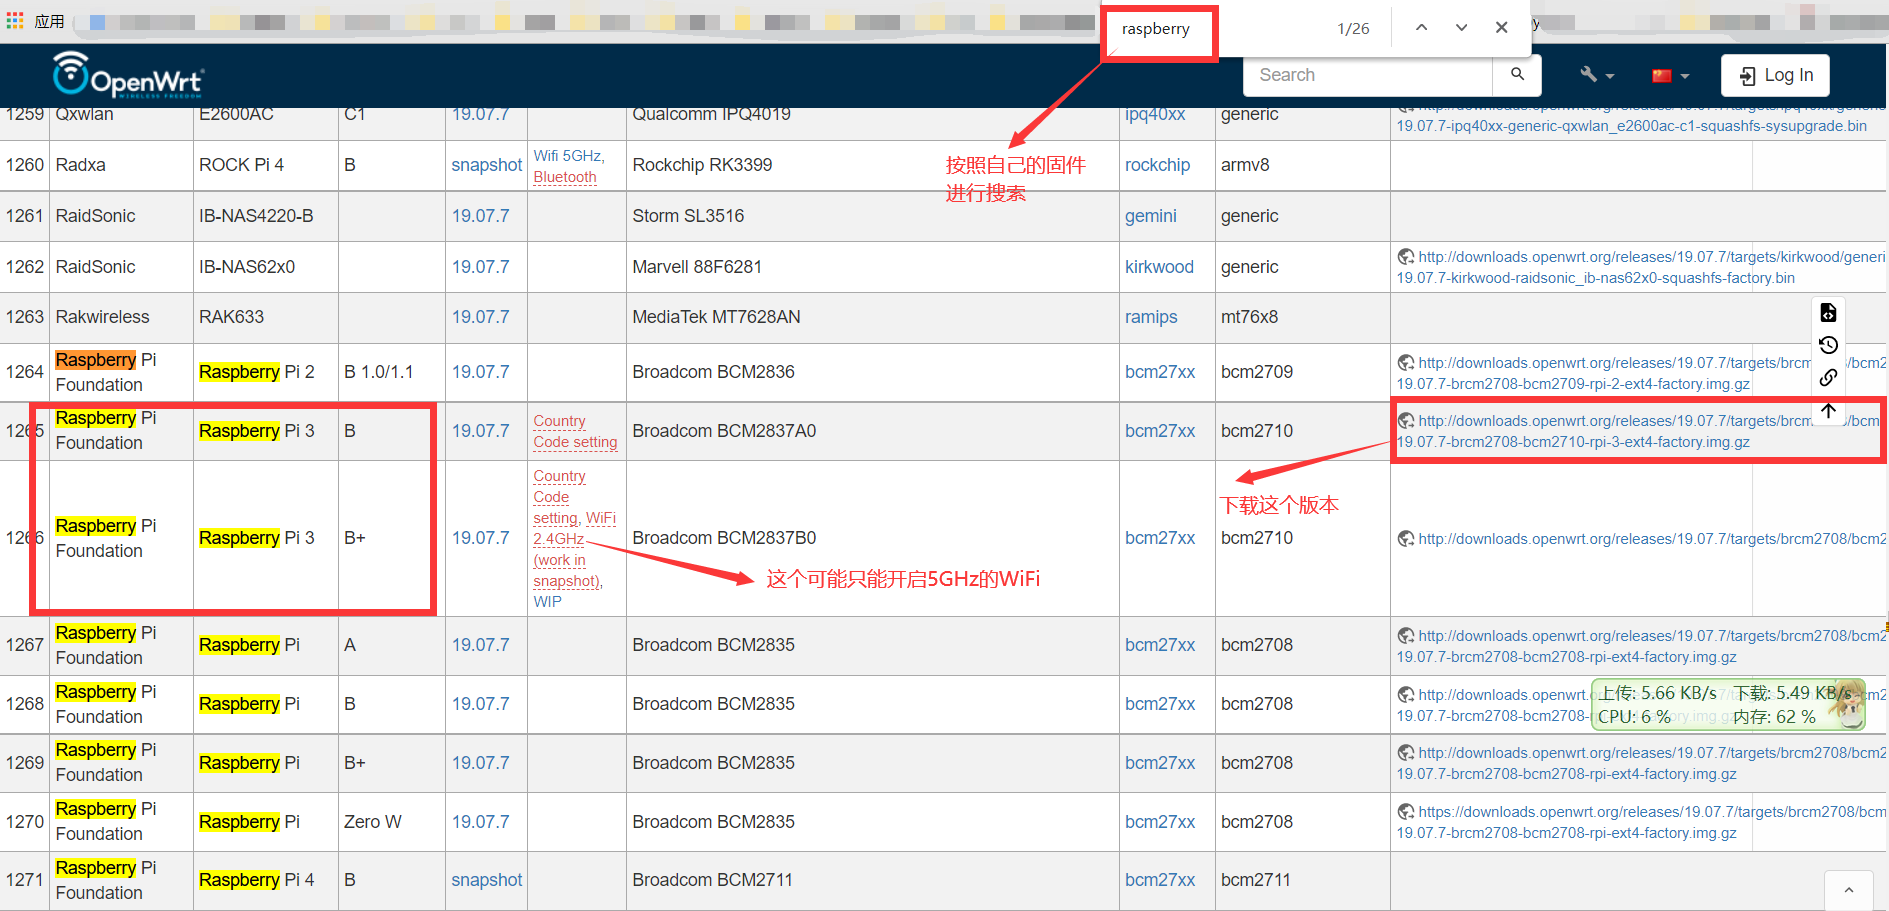 应用
raspberry
1/26
OpenWrt
WIRELESS FREEDOM
Search
Log In
1259 Qxwlan E2600AC C1 19.07.7 Qualcomm IPQ4019 ipq40xx generic
19.07.7-ipq40xx-generic-qxwlan_e2600ac-c1-squashfs-sysupgrade.bin
1260 Radxa ROCK Pi 4 B snapshot Wifi 5GHz, Bluetooth Rockchip RK3399 rockchip armv8
按照自己的固件
进行搜索
1261 RaidSonic IB-NAS4220-B 19.07.7 Storm SL3516 gemini generic
1262 RaidSonic IB-NAS62x0 19.07.7 Marvell 88F6281 kirkwood generic http://downloads.openwrt.org/releases/19.07.7/targets/kirkwood/generi
19.07.7-kirkwood-raidsonic_ib-nas62x0-squashfs-factory.bin
1263 Rakwireless RAK633 19.07.7 MediaTek MT7628AN ramips mt76x8
1264 Raspberry Pi Foundation Raspberry Pi 2 B 1.0/1.1 19.07.7 Broadcom BCM2836 bcm27xx bcm2709 http://downloads.openwrt.org/releases/19.07.7/targets/brcm
19.07.7-brcm2708-bcm2709-rpi-2-ext4-factory.img.gz
1265 Raspberry Pi Foundation Raspberry Pi 3 B 19.07.7 Country Code setting Broadcom BCM2837A0 bcm27xx bcm2710 http://downloads.openwrt.org/releases/19.07.7/targets/brcm
19.07.7-brcm2708-bcm2710-rpi-3-ext4-factory.img.gz
下载这个版本
1266 Raspberry Pi Foundation Raspberry Pi 3 B+ 19.07.7 Country Code setting, WiFi 2.4GHz (work in snapshot), WIP Broadcom BCM2837B0 bcm27xx bcm2710 http://downloads.openwrt.org/releases/19.07.7/targets/brcm2708/bcm2
这个可能只能开启5GHz的WiFi
1267 Raspberry Pi Foundation Raspberry Pi A 19.07.7 Broadcom BCM2835 bcm27xx bcm2708 http://downloads.openwrt.org/releases/19.07.7/targets/brcm2708/bcm2
19.07.7-brcm2708-bcm2708-rpi-ext4-factory.img.gz
1268 Raspberry Pi Foundation Raspberry Pi B 19.07.7 Broadcom BCM2835 bcm27xx bcm2708 http://downloads.openwrt.org
19.07.7-brcm2708-bcm2708
上传: 5.66 KB/s 下载: 5.49 KB/s
CPU: 6 % 内存: 62 %
1269 Raspberry Pi Foundation Raspberry Pi B+ 19.07.7 Broadcom BCM2835 bcm27xx bcm2708 http://downloads.openwrt.org/releases/19.07.7/targets/brcm2708/bcm2
19.07.7-brcm2708-bcm2708-rpi-ext4-factory.img.gz
1270 Raspberry Pi Foundation Raspberry Pi Zero W 19.07.7 Broadcom BCM2835 bcm27xx bcm2708 https://downloads.openwrt.org/releases/19.07.7/targets/brcm2708/bcm
19.07.7-brcm2708-bcm2708-rpi-ext4-factory.img.gz
1271 Raspberry Pi Foundation Raspberry Pi 4 B snapshot Broadcom BCM2711 bcm27xx bcm2711